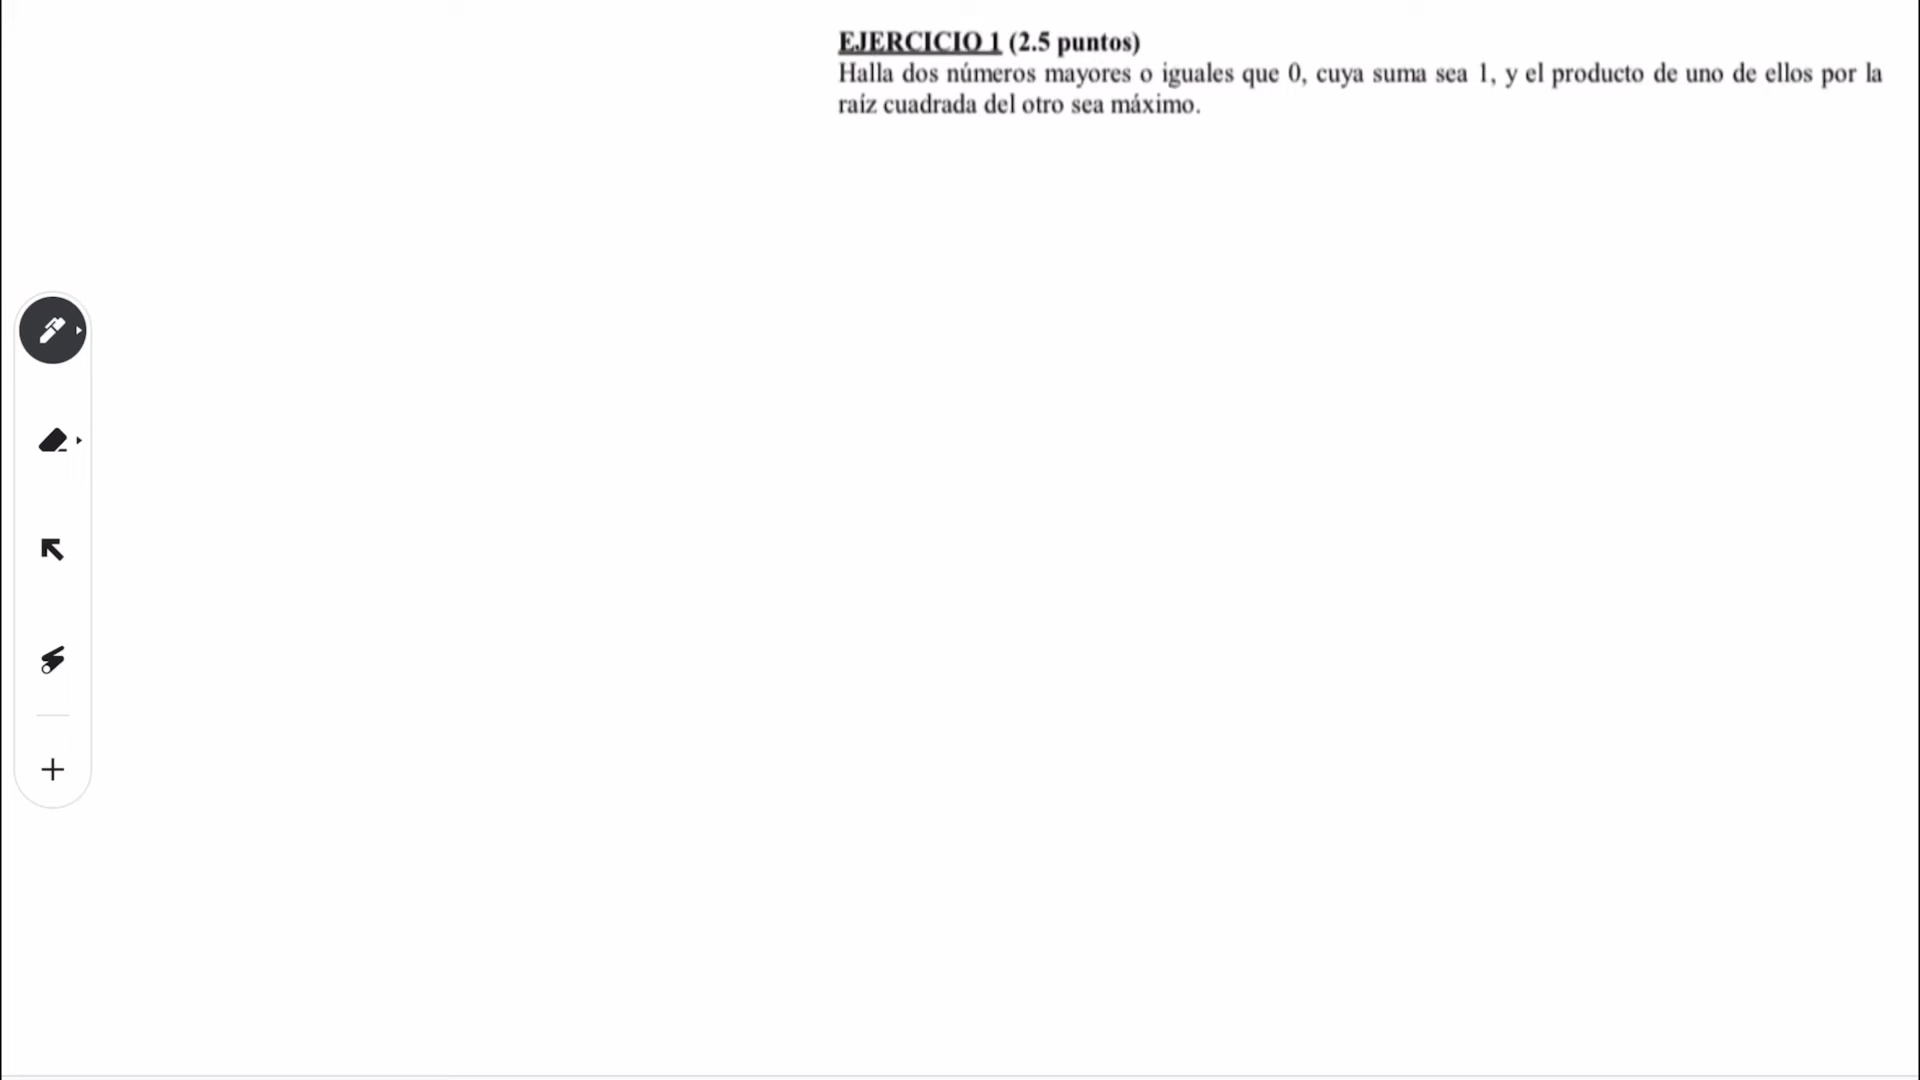 EJERCICIO 1 (2.5 puntos)
Halla dos números mayores o iguales que 0, cuya suma sea 1, y el producto de uno de ellos por la
raíz cuadrada del otro sea máximo.